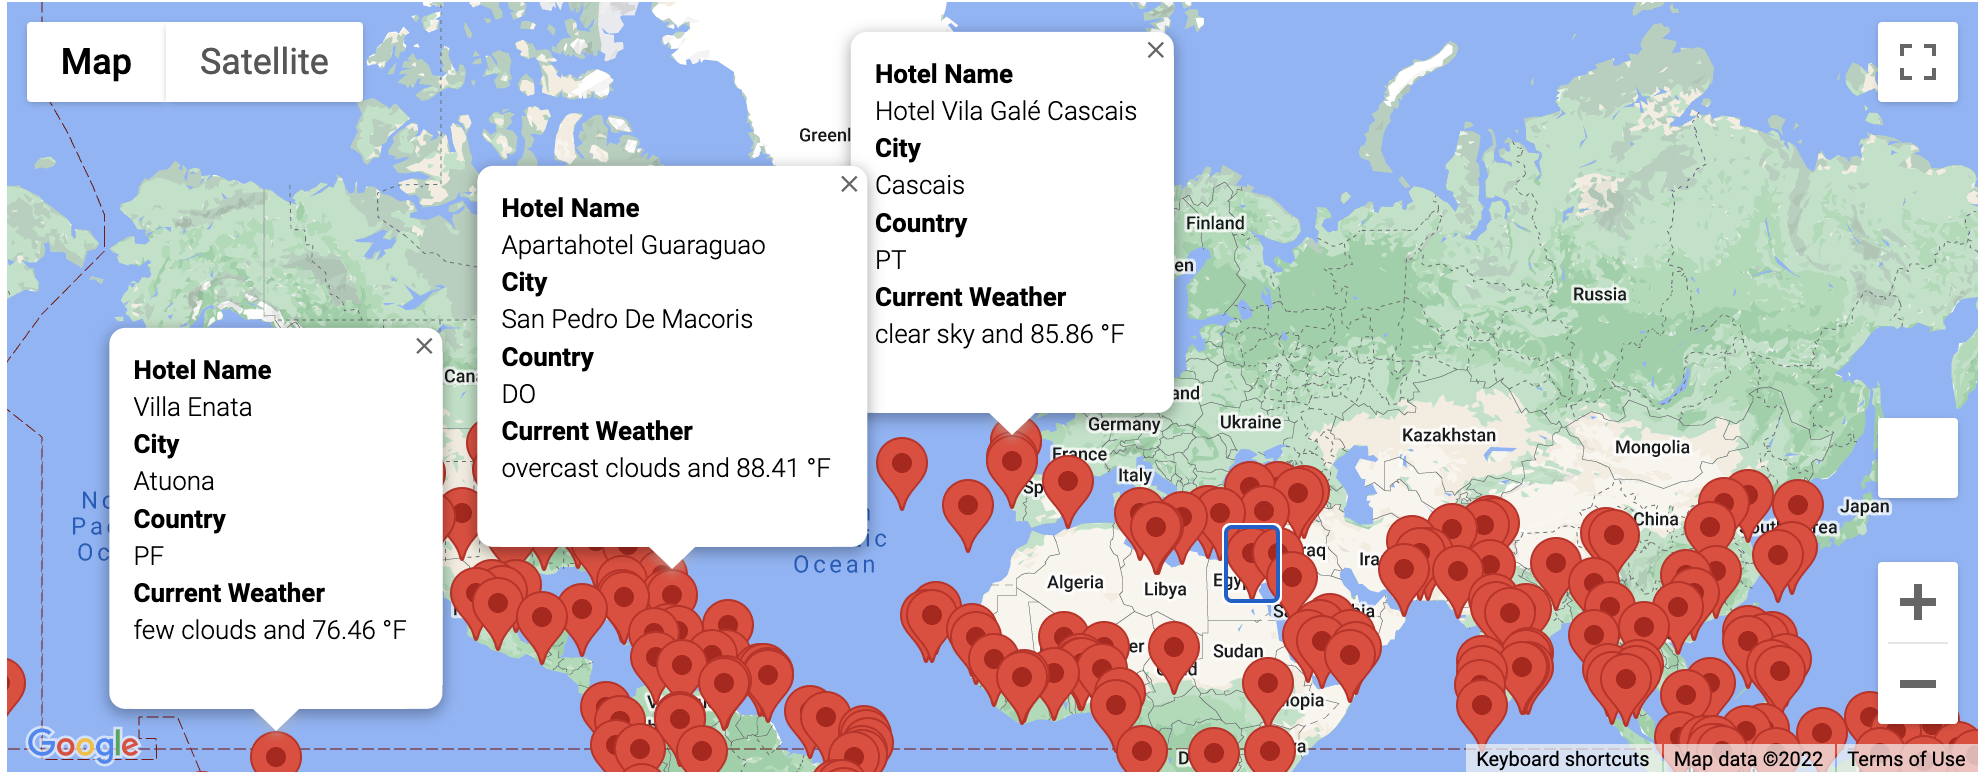 Map
Satellite
Hotel Name
Villa Enata
City
Atuona
Country
PF
Current Weather
few clouds and 76.46 °F
Hotel Name
Apartahotel Guaraguao
City
San Pedro De Macoris
Country
DO
Current Weather
overcast clouds and 88.41 °F
Hotel Name
Hotel Vila Galé Cascais
City
Cascais
Country
PT
Current Weather
clear sky and 85.86 °F
Finland
Russia
Germany
Ukraine
Kazakhstan
Mongolia
France
Italy
China
Japan
Algeria
Libya
Sudan
Ocean
Google
Keyboard shortcuts
Map data ©2022
Terms of Use